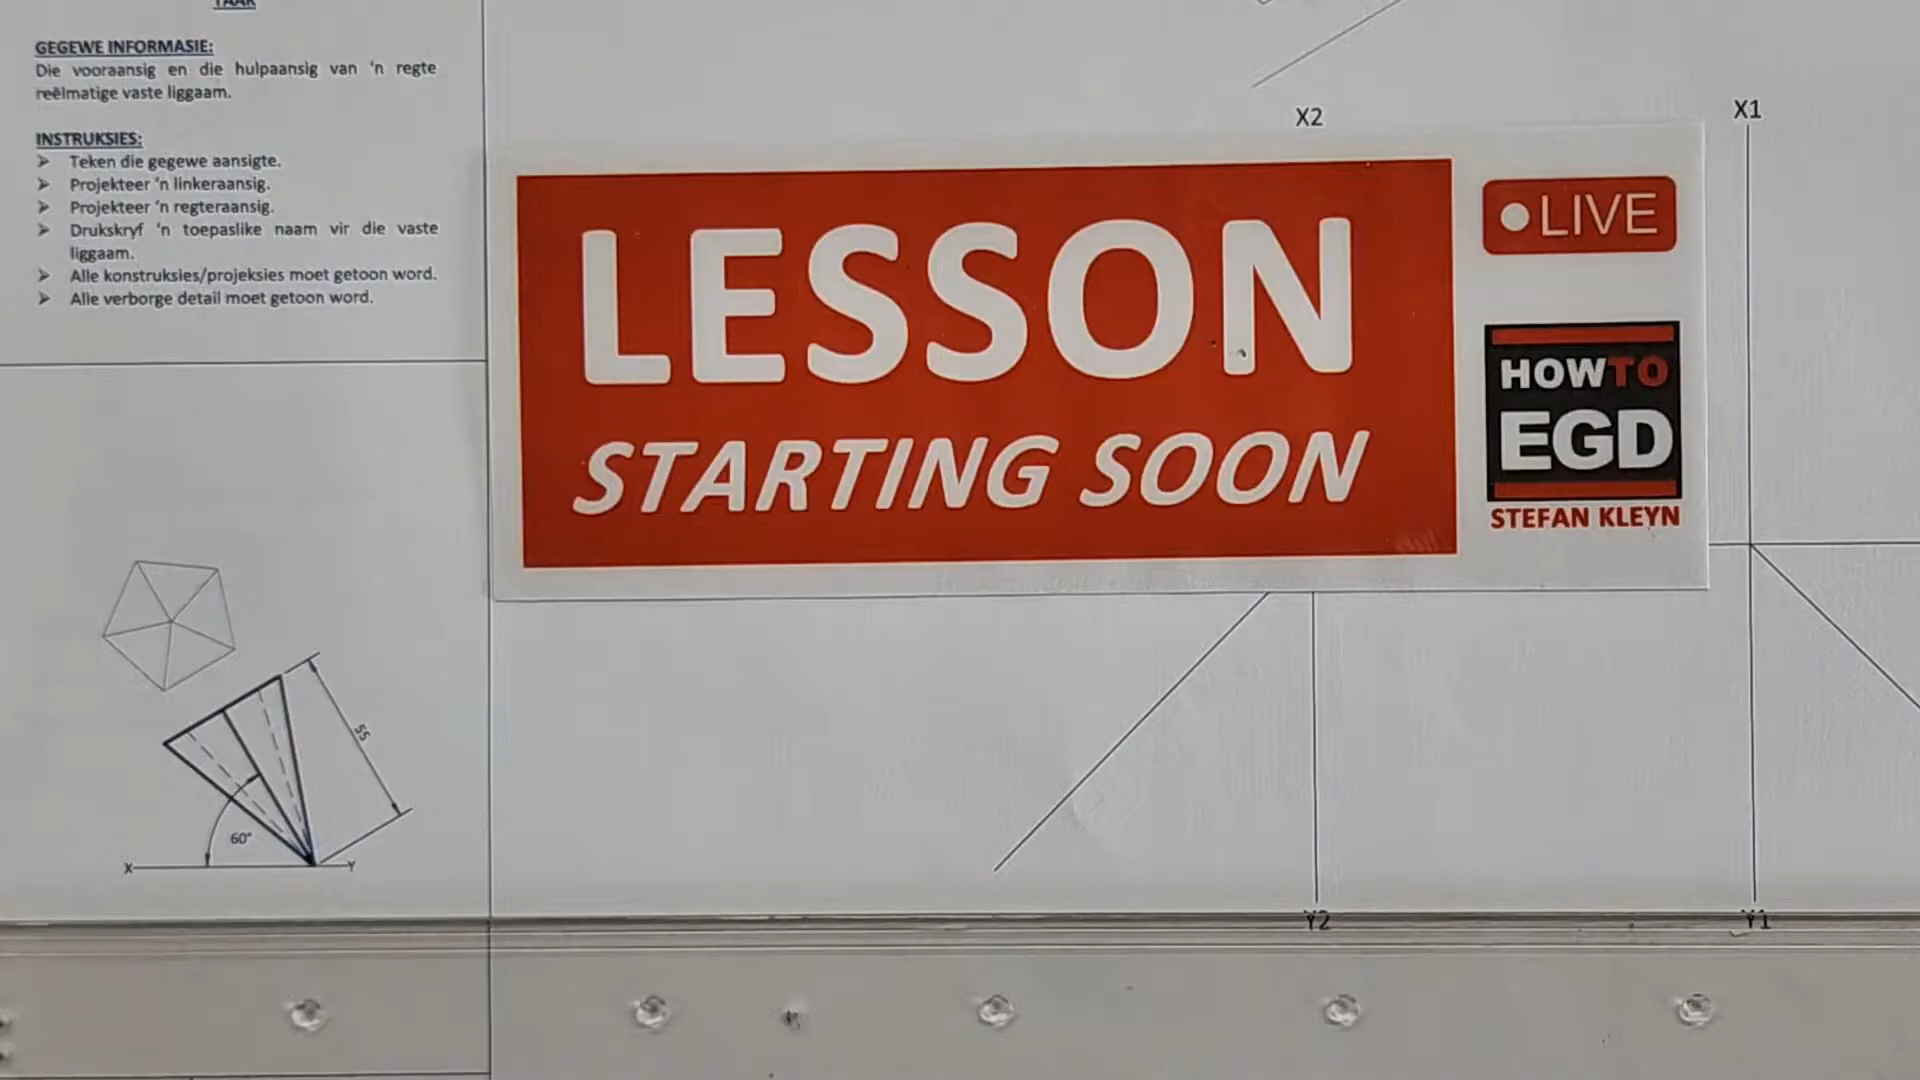 TAAK
GEGEWE INFORMASIE:
Die vooraansig en die hulpaansig van 'n regte
reëlmatige vaste liggaam.
INSTRUKSIES:
➢ Teken die gegewe aansigte.
➢ Projekteer 'n linkeraansig.
➢ Projekteer 'n regteraansig.
➢ Drukskryf 'n toepaslike naam vir die vaste
liggaam.
➢ Alle konstruksies/projeksies moet getoon word.
➢ Alle verborge detail moet getoon word.
X2
X1
LESSON
STARTING SOON
LIVE
HOWTO
EGD
STEFAN KLEYN
55
60°
X
Y
Y2
Y1